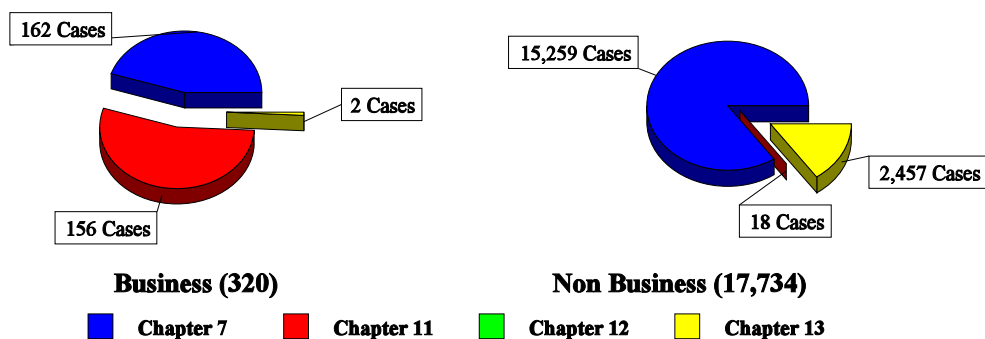 162 Cases
2 Cases
156 Cases
15,259 Cases
2,457 Cases
18 Cases
Business (320)
Non Business (17,734)
Chapter 7
Chapter 11
Chapter 12
Chapter 13